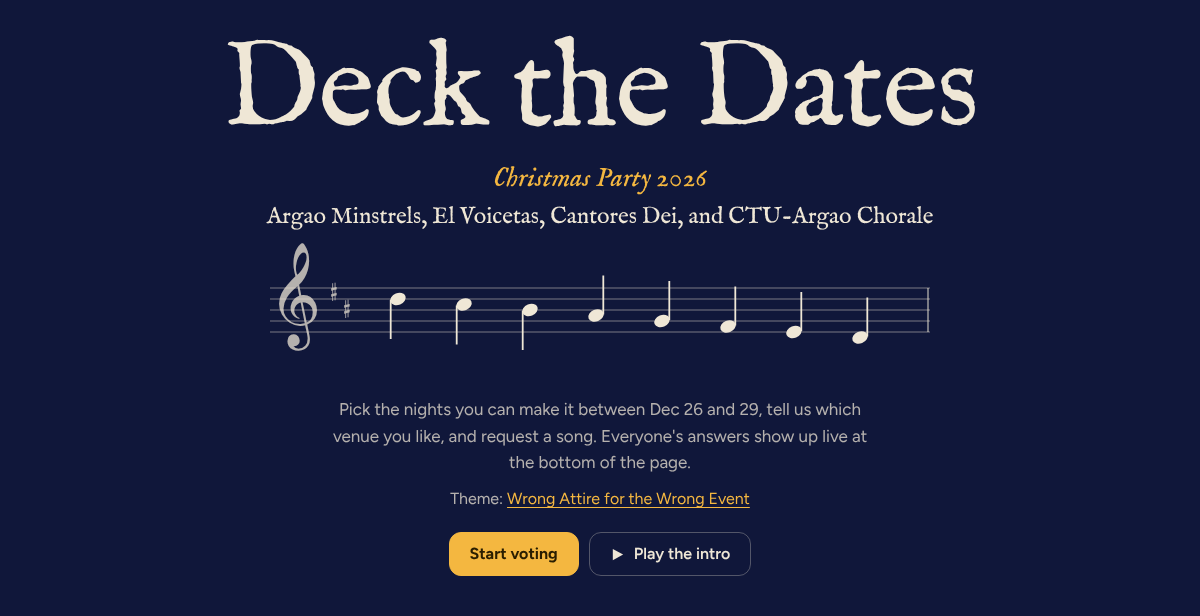 Deck the Dates
Christmas Party 2026
Argao Minstrels, El Voicetas, Cantores Dei, and CTU-Argao Chorale
Pick the nights you can make it between Dec 26 and 29, tell us which
venue you like, and request a song. Everyone's answers show up live at
the bottom of the page.
Theme: Wrong Attire for the Wrong Event
Start voting
Play the intro